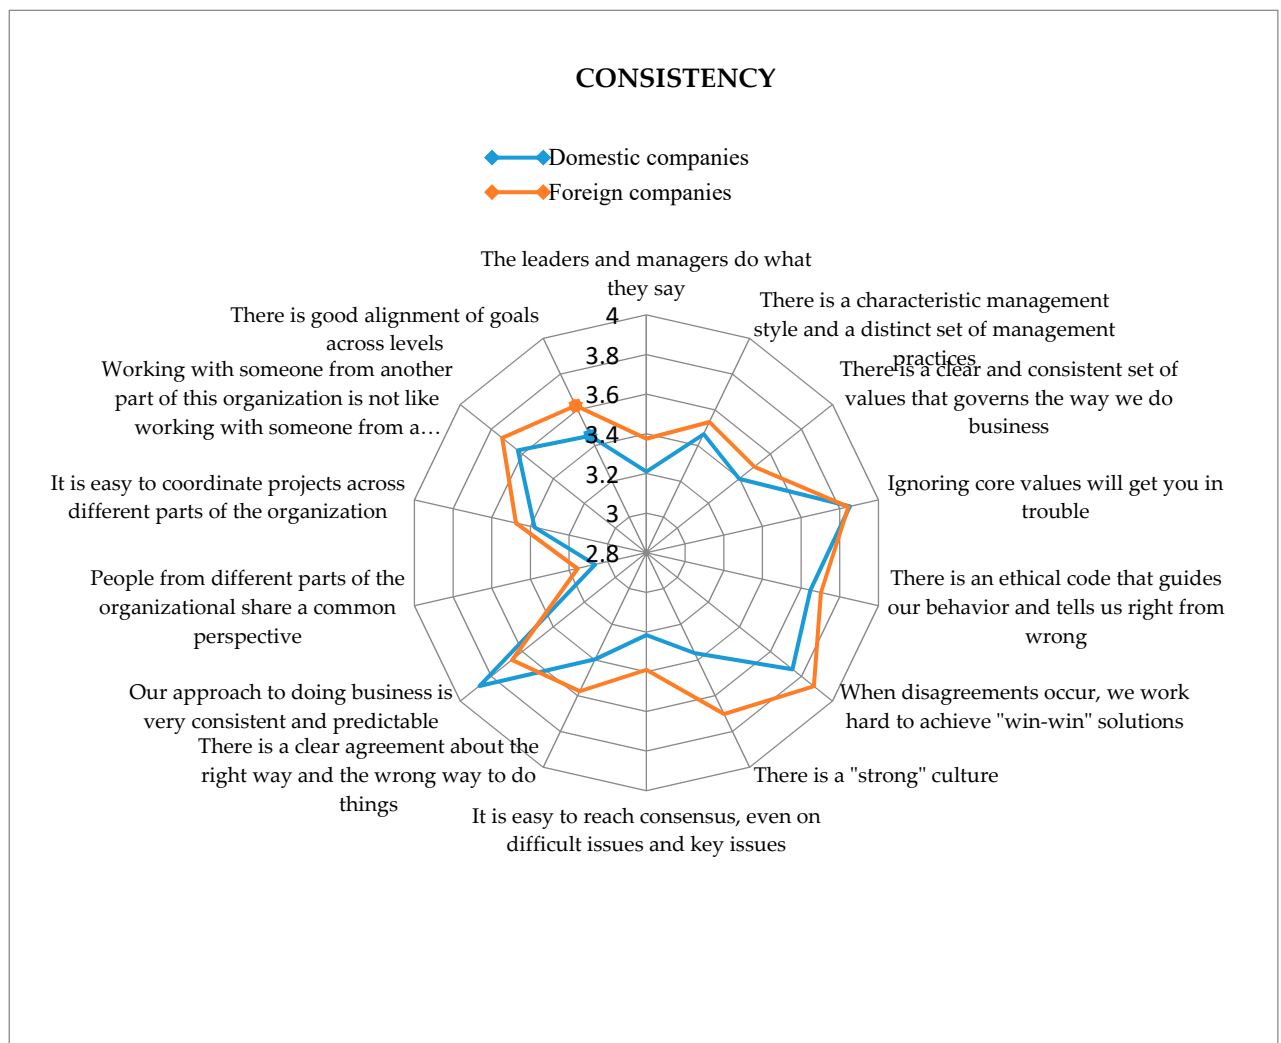 CONSISTENCY
Domestic companies
Foreign companies
The leaders and managers do what
they say
There is a characteristic management
style and a distinct set of management
practices
There is a clear and consistent set of
values that governs the way we do
business
Ignoring core values will get you in
trouble
There is an ethical code that guides
our behavior and tells us right from
wrong
When disagreements occur, we work
hard to achieve "win-win" solutions
There is a "strong" culture
It is easy to reach consensus, even on
difficult issues and key issues
There is a clear agreement about the
right way and the wrong way to do
things
Our approach to doing business is
very consistent and predictable
People from different parts of the
organizational share a common
perspective
It is easy to coordinate projects across
different parts of the organization
Working with someone from another
part of this organization is not like
working with someone from a…
There is good alignment of goals
across levels
4
3.8
3.6
3.4
3.2
3
2.8